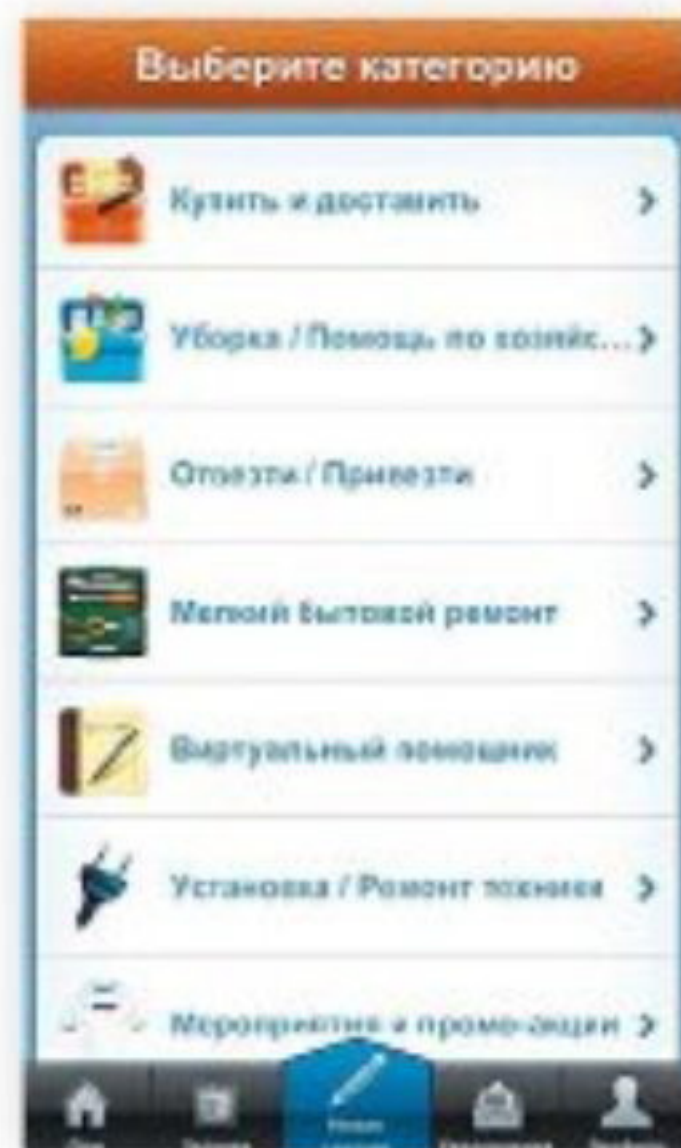 Выберите категорию
Купить и доставить
Уборка / Помощь по хозяйс...
Отвезти / Привезти
Мелкий бытовой ремонт
Виртуальный помощник
Установка / Ремонт техники
Мероприятия и промо-акции